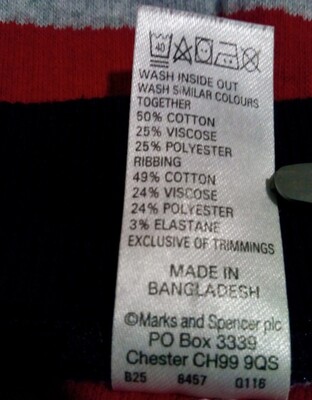 40
WASH INSIDE OUT
WASH SIMILAR COLOURS
TOGETHER
50% COTTON
25% VISCOSE
25% POLYESTER
RIBBING
49% COTTON
24% VISCOSE
24% POLYESTER
3% ELASTANE
EXCLUSIVE OF TRIMMINGS
MADE IN
BANGLADESH
©Marks and Spencer plc
PO Box 3339
Chester CH99 9QS
B25 6457 0116